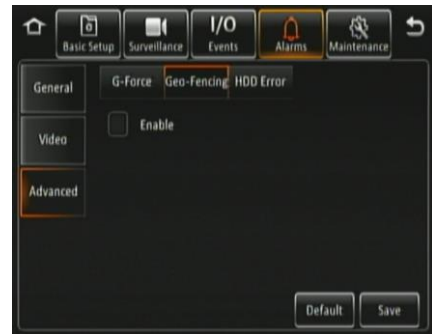 Basic Setup
Surveillance
I/O
Events
Alarms
Maintenance
General
G-Force
Geo-Fencing
HDD Error
Enable
Video
Advanced
Default
Save